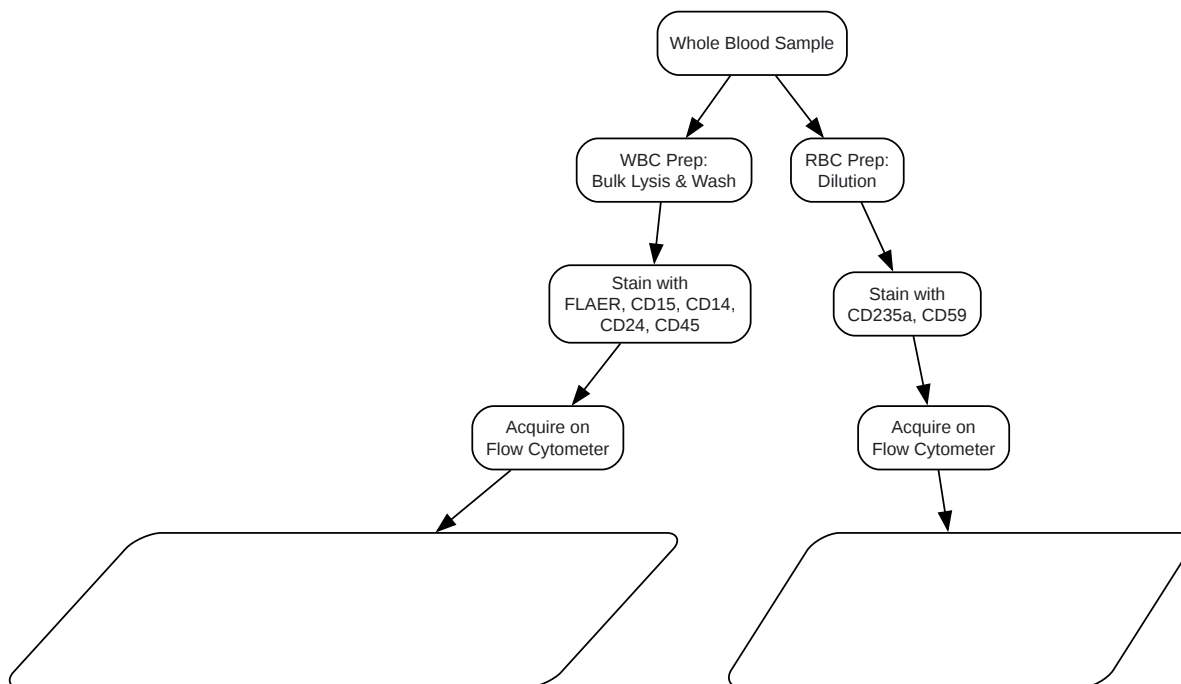 Whole Blood Sample
WBC Prep:
Bulk Lysis & Wash
RBC Prep:
Dilution
Stain with
FLAER, CD15, CD14,
CD24, CD45
Stain with
CD235a, CD59
Acquire on
Flow Cytometer
Acquire on
Flow Cytometer